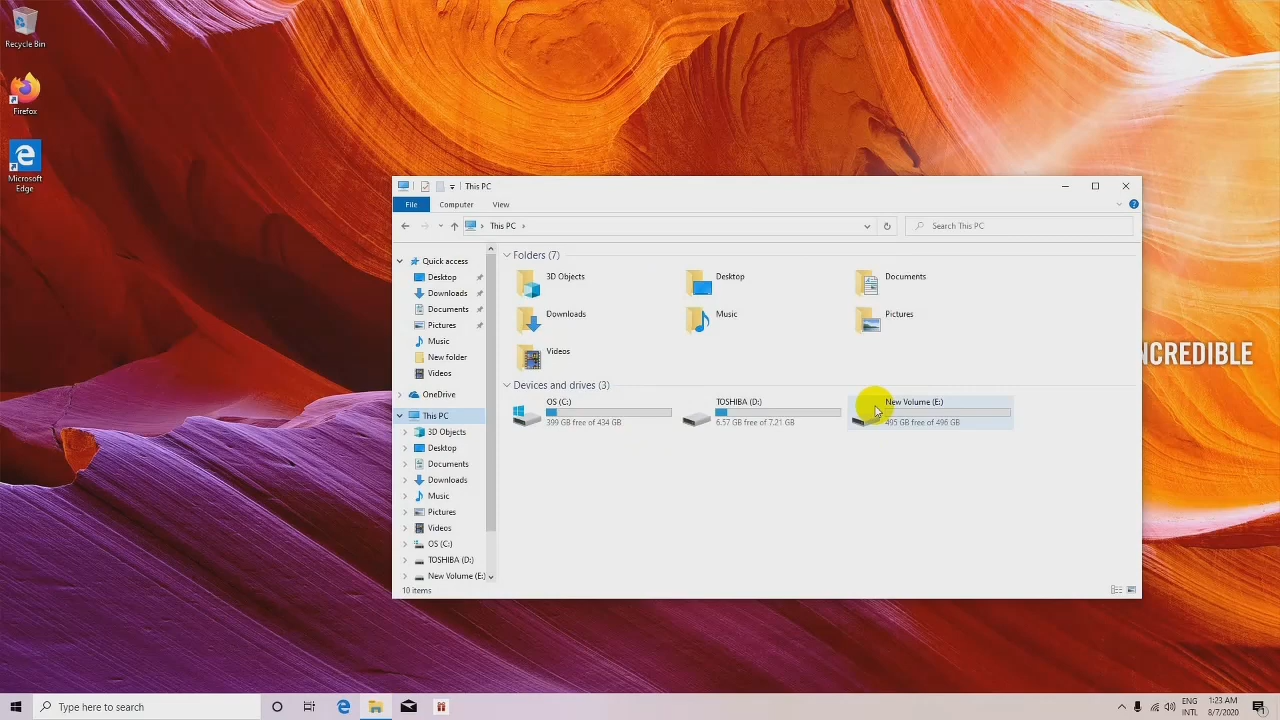 Recycle Bin
Firefox
Microsoft
Edge
This PC
File Computer View
This PC
Search This PC
Quick access
Desktop
Downloads
Documents
Pictures
Music
New folder
Videos
OneDrive
This PC
3D Objects
Desktop
Documents
Downloads
Music
Pictures
Videos
OS (C:)
TOSHIBA (D:)
New Volume (E:)
Folders (7)
3D Objects
Desktop
Documents
Downloads
Music
Pictures
Videos
Devices and drives (3)
OS (C:)
399 GB free of 434 GB
TOSHIBA (D:)
6.57 GB free of 7.21 GB
New Volume (E:)
495 GB free of 496 GB
10 items
NCREDIBLE
Type here to search
ENG
INTL
1:23 AM
8/7/2020
1